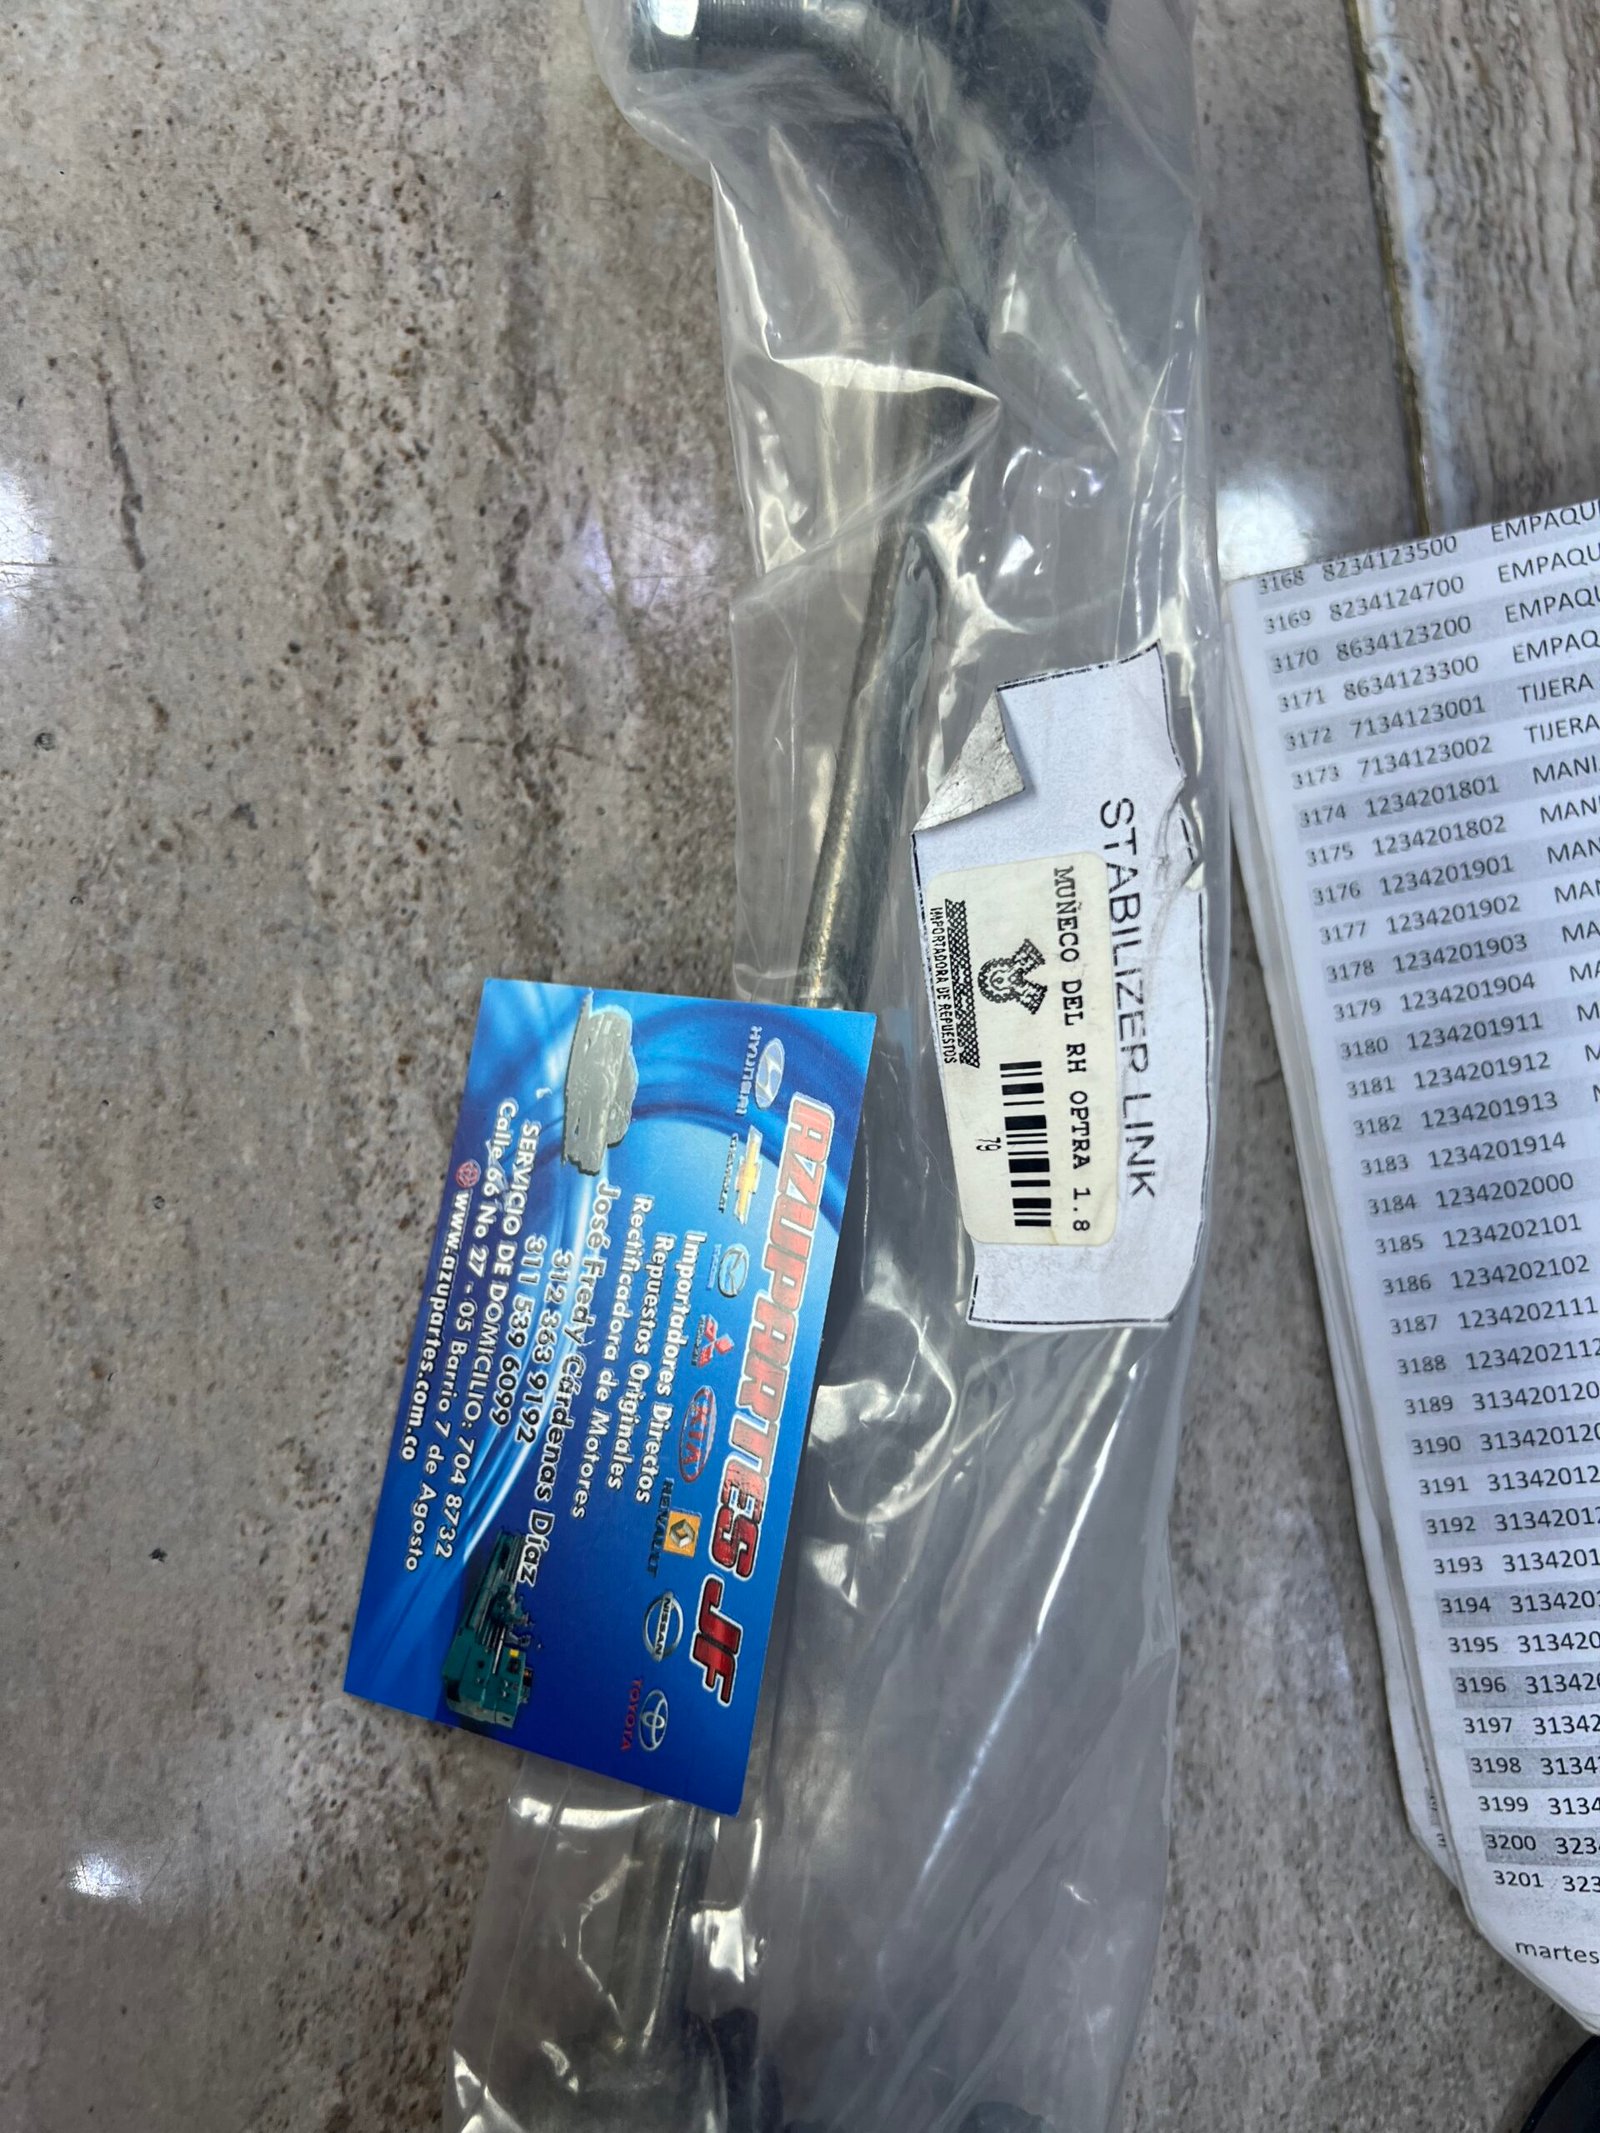 STABILIZER LINK
MUÑECO DEL RH OPTRA 1.8
79
IMPORTADORA DE REPUESTOS
AZUPARTES JF
HYUNDAI
CHEVROLET
KIA
RENAULT
NISSAN
TOYOTA
Importadores Directos
Repuestos Originales
Rectificadora de Motores
José Fredy Cárdenas Díaz
312 363 9192
311 539 6099
SERVICIO DE DOMICILIO: 704 8732
Calle 66 No 27 - 05 Barrio 7 de Agosto
www.azupartes.com.co
3168 8234123500 EMPAQU
3169 8234124700 EMPAQU
3170 8634123200 EMPAQU
3171 8634123300 EMPAQ
3172 7134123001 TIJERA
3173 7134123002 TIJERA
3174 1234201801 MANI
3175 1234201802 MANI
3176 1234201901 MAN
3177 1234201902 MAN
3178 1234201903 MA
3179 1234201904 MA
3180 1234201911 M
3181 1234201912 M
3182 1234201913
3183 1234201914
3184 1234202000
3185 1234202101
3186 1234202102
3187 1234202111
3188 1234202112
3189 313420120
3190 313420120
3191 31342012
3192 31342012
3193 3134201
3194 3134201
3195 313420
3196 313420
3197 31342
3198 3134
3199 3134
3200 323
3201 323
martes